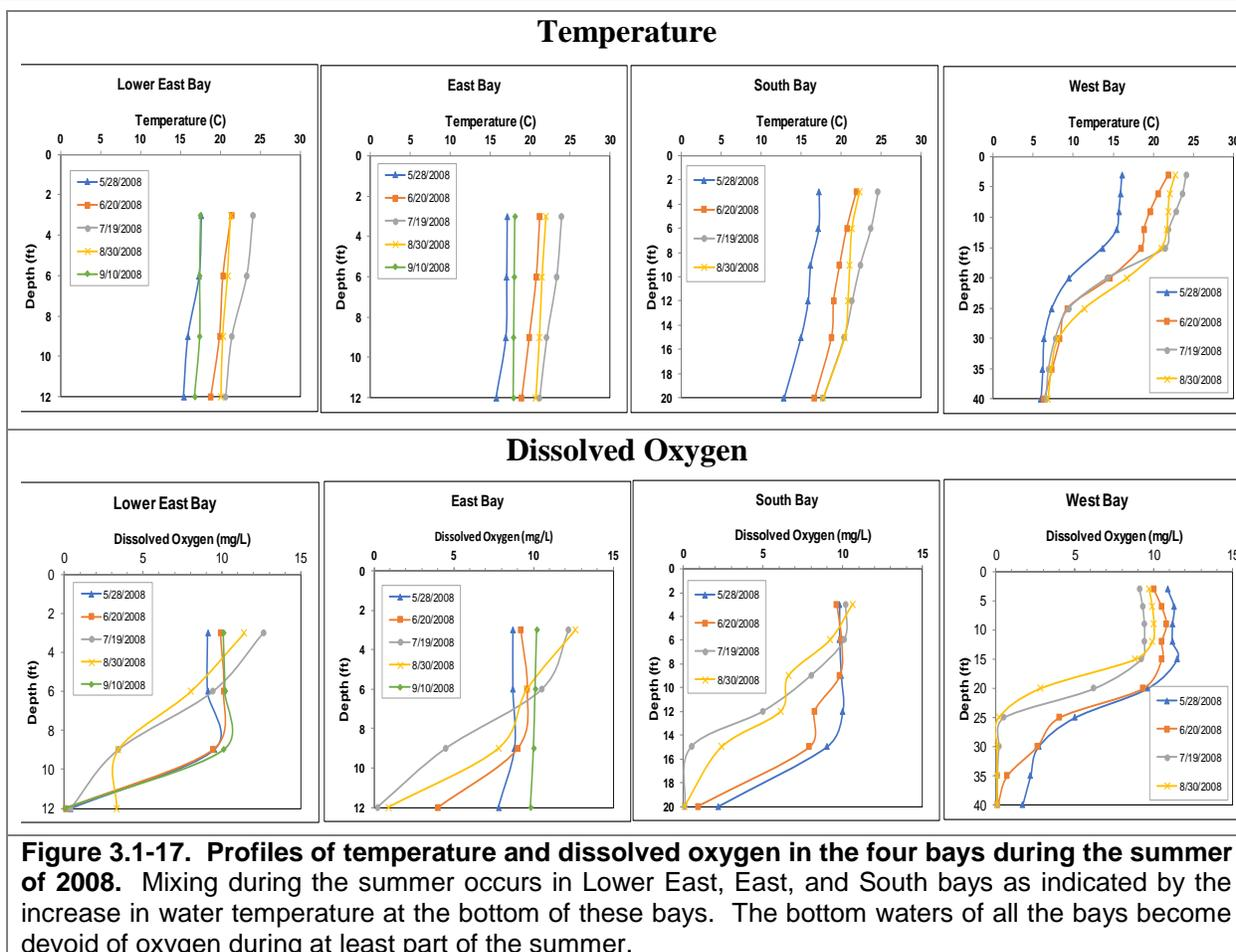 Temperature
Lower East Bay
Temperature (C)
0 5 10 15 20 25 30
0
2
4
6
8
10
12
Depth (ft)
5/28/2008
6/20/2008
7/19/2008
8/30/2008
9/10/2008
East Bay
Temperature (C)
0 5 10 15 20 25 30
0
2
4
6
8
10
12
Depth (ft)
5/28/2008
6/20/2008
7/19/2008
8/30/2008
9/10/2008
South Bay
Temperature (C)
0 5 10 15 20 25 30
0
2
4
6
8
10
12
14
16
18
20
Depth (ft)
5/28/2008
6/20/2008
7/19/2008
8/30/2008
West Bay
Temperature (C)
0 5 10 15 20 25 30
0
5
10
15
20
25
30
35
40
Depth (ft)
5/28/2008
6/20/2008
7/19/2008
8/30/2008
Dissolved Oxygen
Lower East Bay
Dissolved Oxygen (mg/L)
0 5 10 15
0
2
4
6
8
10
12
Depth (ft)
5/28/2008
6/20/2008
7/19/2008
8/30/2008
9/10/2008
East Bay
Dissolved Oxygen (mg/L)
0 5 10 15
0
2
4
6
8
10
12
Depth (ft)
5/28/2008
6/20/2008
7/19/2008
8/30/2008
9/10/2008
South Bay
Dissolved Oxygen (mg/L)
0 5 10 15
0
2
4
6
8
10
12
14
16
18
20
Depth (ft)
5/28/2008
6/20/2008
7/19/2008
8/30/2008
West Bay
Dissolved Oxygen (mg/L)
0 5 10 15
0
5
10
15
20
25
30
35
40
Depth (ft)
5/28/2008
6/20/2008
7/19/2008
8/30/2008
Figure 3.1-17. Profiles of temperature and dissolved oxygen in the four bays during the summer
of 2008. Mixing during the summer occurs in Lower East, East, and South bays as indicated by the
increase in water temperature at the bottom of these bays. The bottom waters of all the bays become
devoid of oxygen during at least part of the summer.